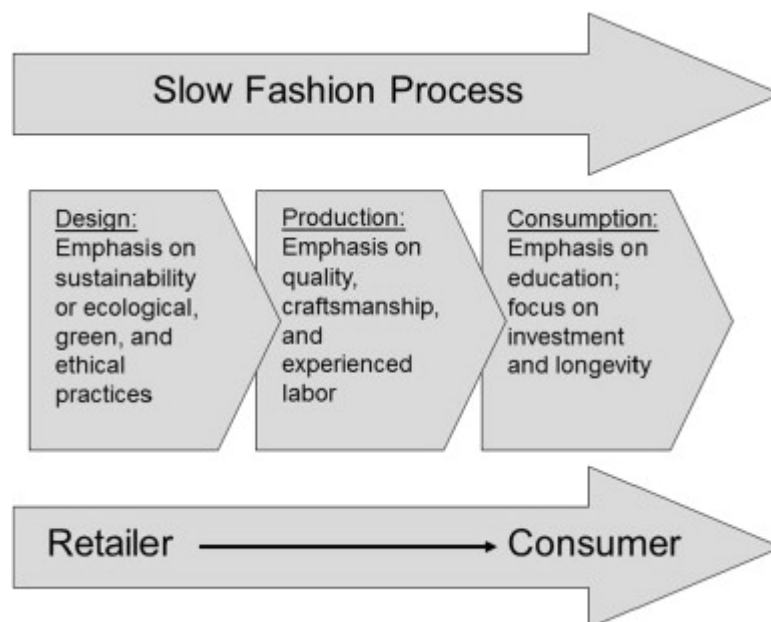 Slow Fashion Process
Design:
Emphasis on
sustainability
or ecological,
green, and
ethical
practices
Production:
Emphasis on
quality,
craftsmanship,
and
experienced
labor
Consumption:
Emphasis on
education;
focus on
investment
and longevity
Retailer
Consumer